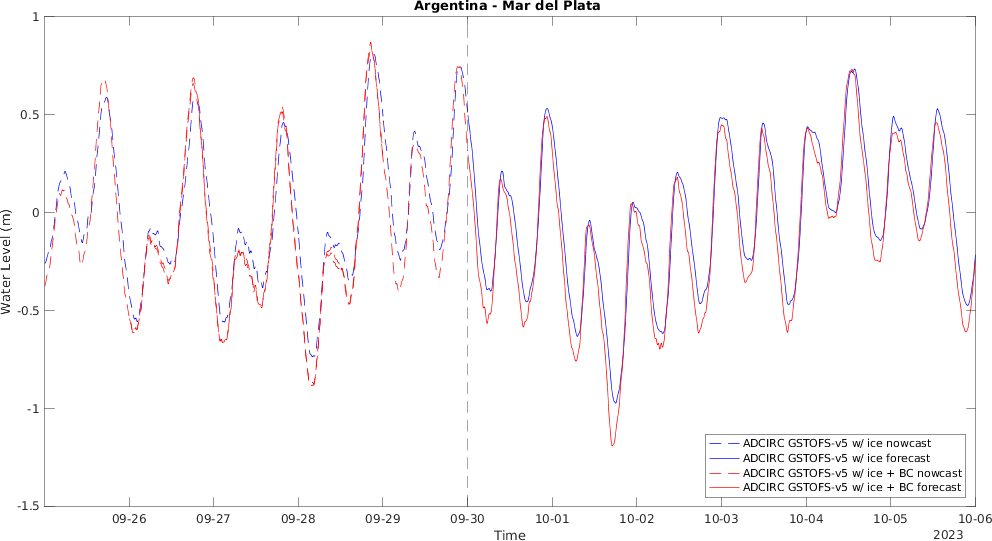 Argentina - Mar del Plata
Water Level (m)
1
0.5
0
-0.5
-1
-1.5
ADCIRC GSTOFS-v5 w/ ice nowcast
ADCIRC GSTOFS-v5 w/ ice forecast
ADCIRC GSTOFS-v5 w/ ice + BC nowcast
ADCIRC GSTOFS-v5 w/ ice + BC forecast
09-26 09-27 09-28 09-29 09-30 10-01 10-02 10-03 10-04 10-05 10-06
Time
2023